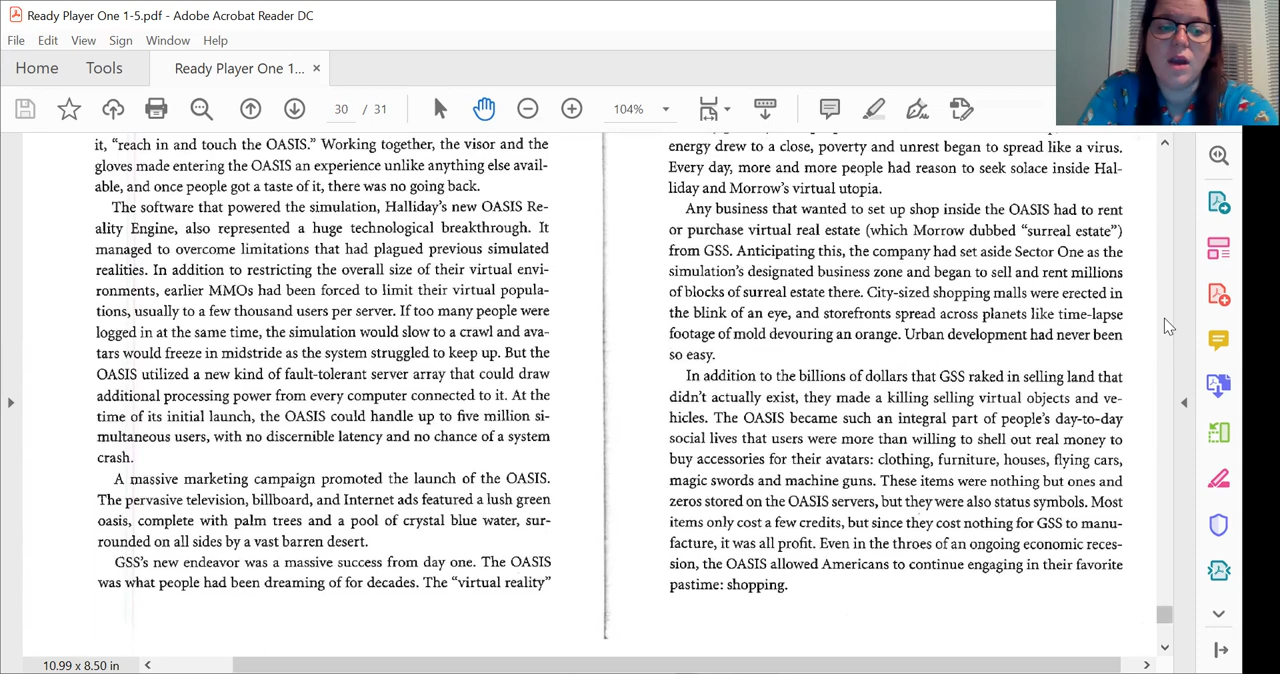 Ready Player One 1-5.pdf - Adobe Acrobat Reader DC
File Edit View Sign Window Help
Home Tools Ready Player One 1... ×
30 / 31 104%
it, “reach in and touch the OASIS.” Working together, the visor and the
gloves made entering the OASIS an experience unlike anything else avail-
able, and once people got a taste of it, there was no going back.
The software that powered the simulation, Halliday’s new OASIS Re-
ality Engine, also represented a huge technological breakthrough. It
managed to overcome limitations that had plagued previous simulated
realities. In addition to restricting the overall size of their virtual envi-
ronments, earlier MMOs had been forced to limit their virtual popula-
tions, usually to a few thousand users per server. If too many people were
logged in at the same time, the simulation would slow to a crawl and ava-
tars would freeze in midstride as the system struggled to keep up. But the
OASIS utilized a new kind of fault-tolerant server array that could draw
additional processing power from every computer connected to it. At the
time of its initial launch, the OASIS could handle up to five million si-
multaneous users, with no discernible latency and no chance of a system
crash.
A massive marketing campaign promoted the launch of the OASIS.
The pervasive television, billboard, and Internet ads featured a lush green
oasis, complete with palm trees and a pool of crystal blue water, sur-
rounded on all sides by a vast barren desert.
GSS’s new endeavor was a massive success from day one. The OASIS
was what people had been dreaming of for decades. The “virtual reality”
energy drew to a close, poverty and unrest began to spread like a virus.
Every day, more and more people had reason to seek solace inside Hal-
liday and Morrow’s virtual utopia.
Any business that wanted to set up shop inside the OASIS had to rent
or purchase virtual real estate (which Morrow dubbed “surreal estate”)
from GSS. Anticipating this, the company had set aside Sector One as the
simulation’s designated business zone and began to sell and rent millions
of blocks of surreal estate there. City-sized shopping malls were erected in
the blink of an eye, and storefronts spread across planets like time-lapse
footage of mold devouring an orange. Urban development had never been
so easy.
In addition to the billions of dollars that GSS raked in selling land that
didn’t actually exist, they made a killing selling virtual objects and ve-
hicles. The OASIS became such an integral part of people’s day-to-day
social lives that users were more than willing to shell out real money to
buy accessories for their avatars: clothing, furniture, houses, flying cars,
magic swords and machine guns. These items were nothing but ones and
zeros stored on the OASIS servers, but they were also status symbols. Most
items only cost a few credits, but since they cost nothing for GSS to manu-
facture, it was all profit. Even in the throes of an ongoing economic reces-
sion, the OASIS allowed Americans to continue engaging in their favorite
pastime: shopping.
10.99 x 8.50 in